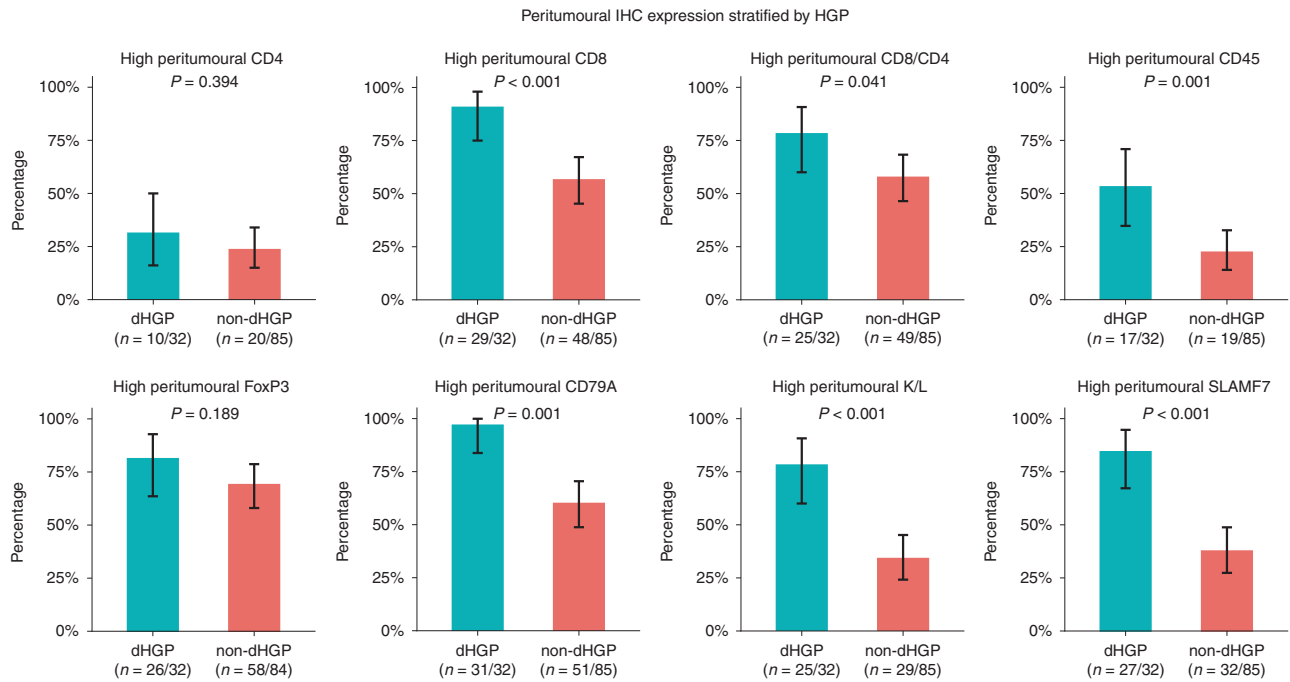 Peritumoural IHC expression stratified by HGP
High peritumoural CD4
P = 0.394
100%
75%
50%
25%
0%
Percentage
dHGP
(n = 10/32)
non-dHGP
(n = 20/85)
High peritumoural CD8
P < 0.001
100%
75%
50%
25%
0%
Percentage
dHGP
(n = 29/32)
non-dHGP
(n = 48/85)
High peritumoural CD8/CD4
P = 0.041
100%
75%
50%
25%
0%
Percentage
dHGP
(n = 25/32)
non-dHGP
(n = 49/85)
High peritumoural CD45
P = 0.001
100%
75%
50%
25%
0%
Percentage
dHGP
(n = 17/32)
non-dHGP
(n = 19/85)
High peritumoural FoxP3
P = 0.189
100%
75%
50%
25%
0%
Percentage
dHGP
(n = 26/32)
non-dHGP
(n = 58/84)
High peritumoural CD79A
P = 0.001
100%
75%
50%
25%
0%
Percentage
dHGP
(n = 31/32)
non-dHGP
(n = 51/85)
High peritumoural K/L
P < 0.001
100%
75%
50%
25%
0%
Percentage
dHGP
(n = 25/32)
non-dHGP
(n = 29/85)
High peritumoural SLAMF7
P < 0.001
100%
75%
50%
25%
0%
Percentage
dHGP
(n = 27/32)
non-dHGP
(n = 32/85)